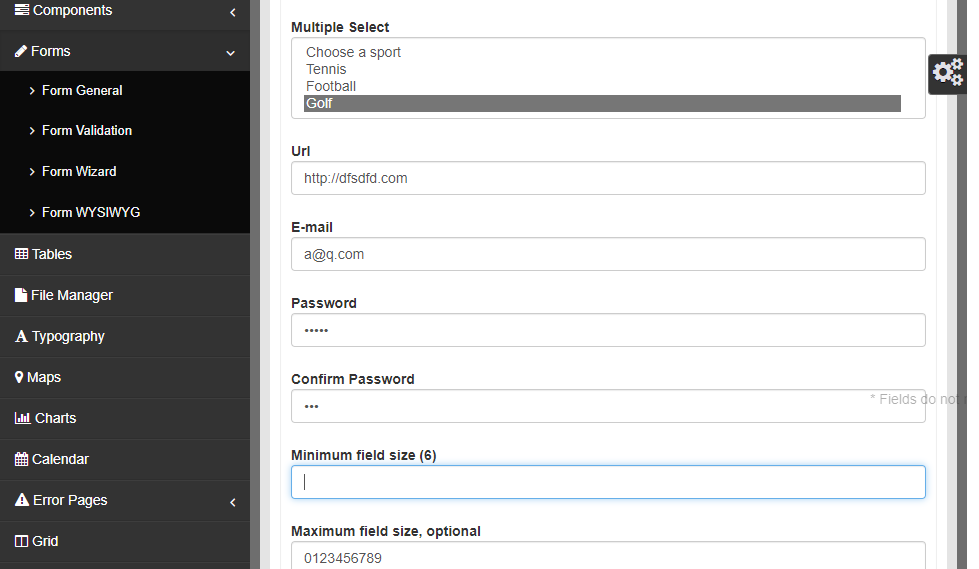 Components
Forms
Form General
Form Validation
Form Wizard
Form WYSIWYG
Tables
File Manager
Typography
Maps
Charts
Calendar
Error Pages
Grid
Multiple Select
Choose a sport
Tennis
Football
Golf
Url
http://dfsdfd.com
E-mail
a@q.com
Password
•••••
Confirm Password
•••
* Fields do not
Minimum field size (6)
Maximum field size, optional
0123456789